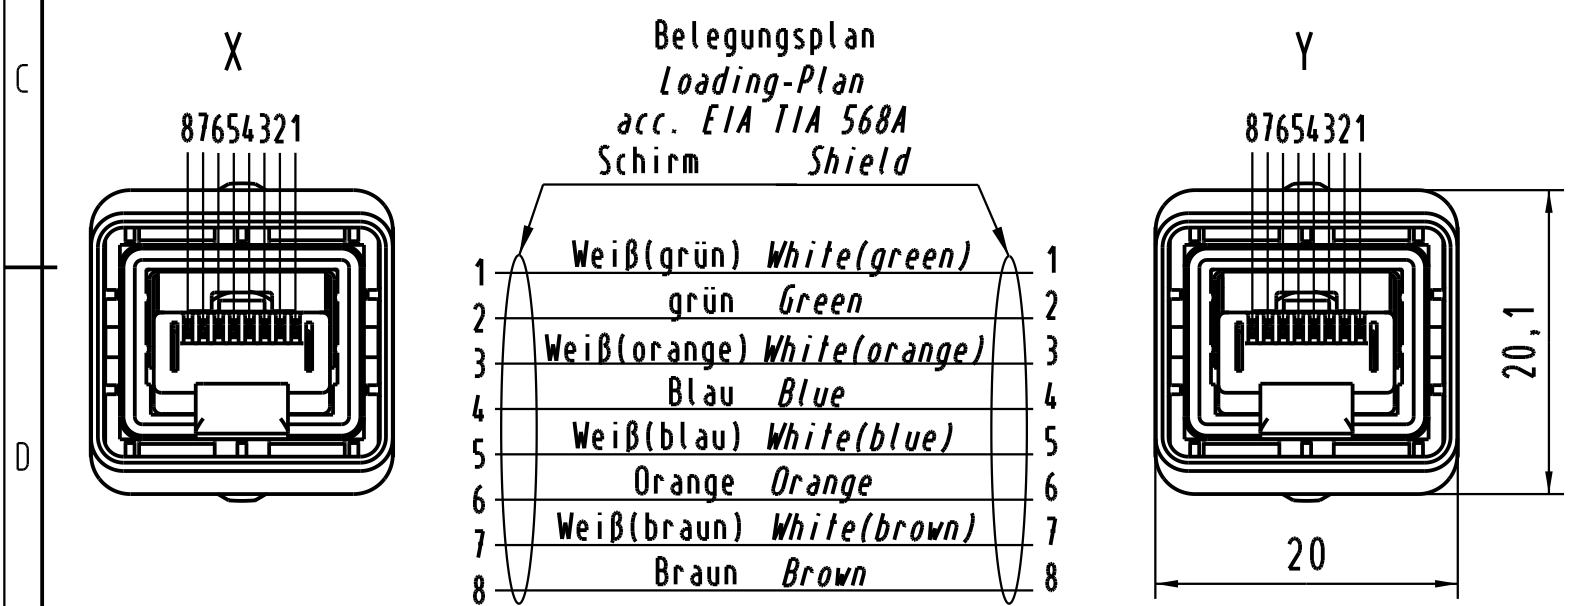 C
D
X
87654321
Belegungsplan
Loading-Plan
acc. EIA TIA 568A
Schirm Shield
1 Weiß(grün) White(green) 1
2 grün Green 2
3 Weiß(orange) White(orange) 3
4 Blau Blue 4
5 Weiß(blau) White(blue) 5
6 Orange Orange 6
7 Weiß(braun) White(brown) 7
8 Braun Brown 8
Y
87654321
20,1
20